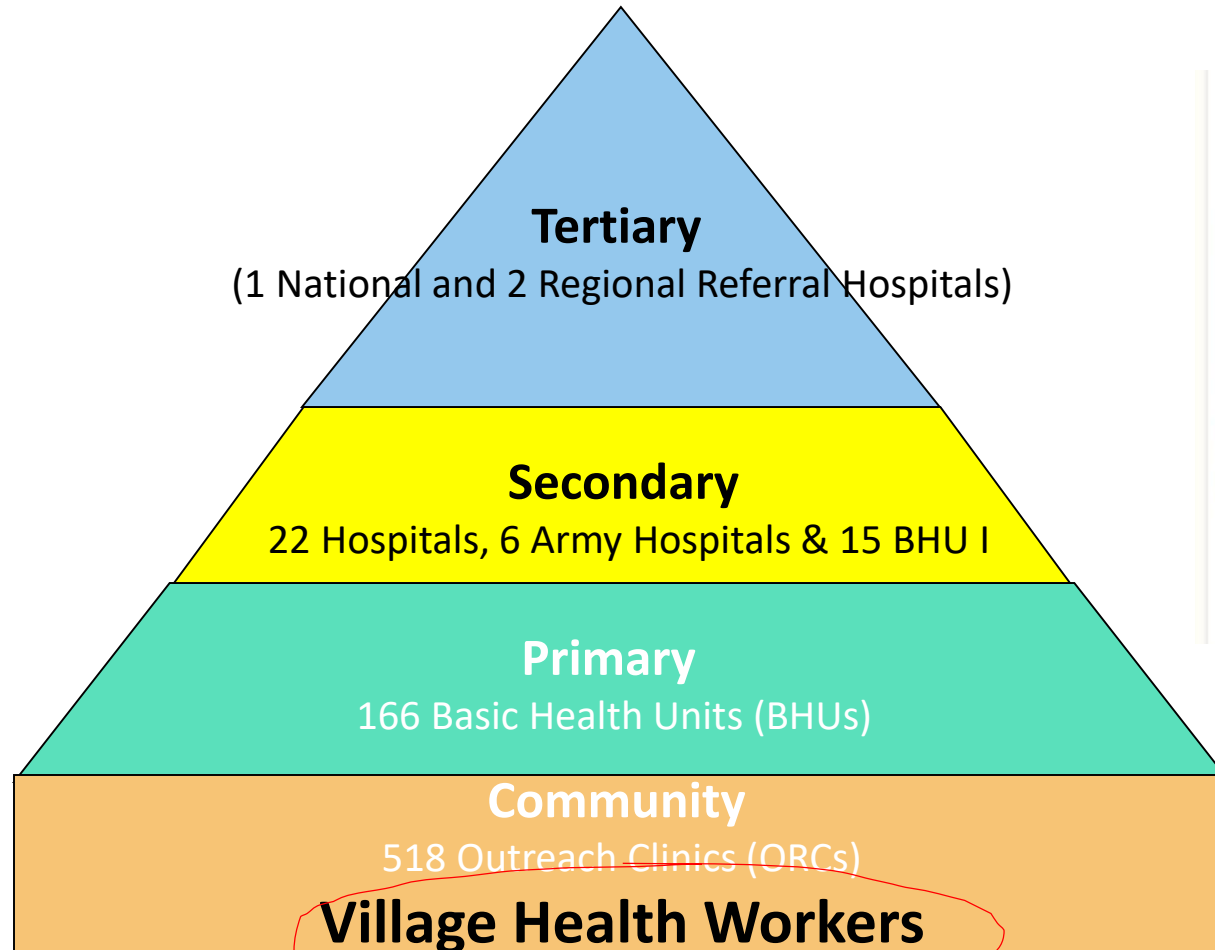 Tertiary
(1 National and 2 Regional Referral Hospitals)
Secondary
22 Hospitals, 6 Army Hospitals & 15 BHU I
Primary
166 Basic Health Units (BHUs)
Community
518 Outreach Clinics (ORCs)
Village Health Workers